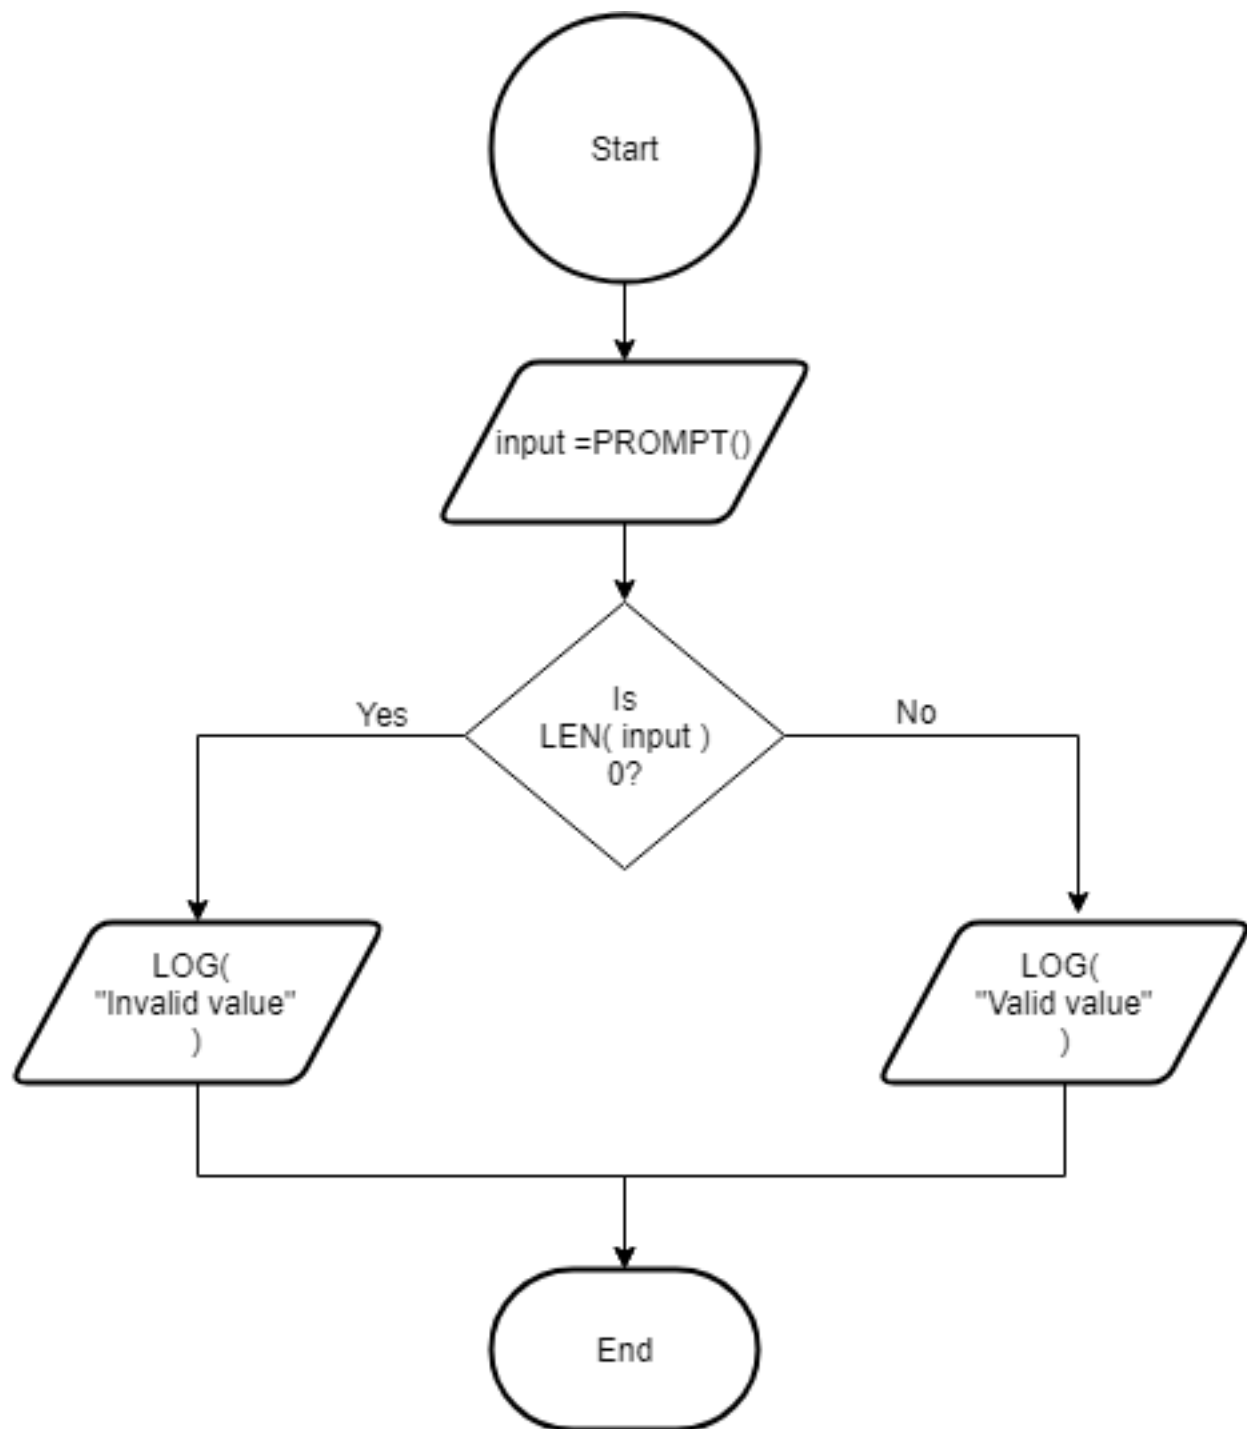 Start
input =PROMPT()
Is
LEN( input )
0?
Yes
No
LOG(
"Invalid value"
)
LOG(
"Valid value"
)
End